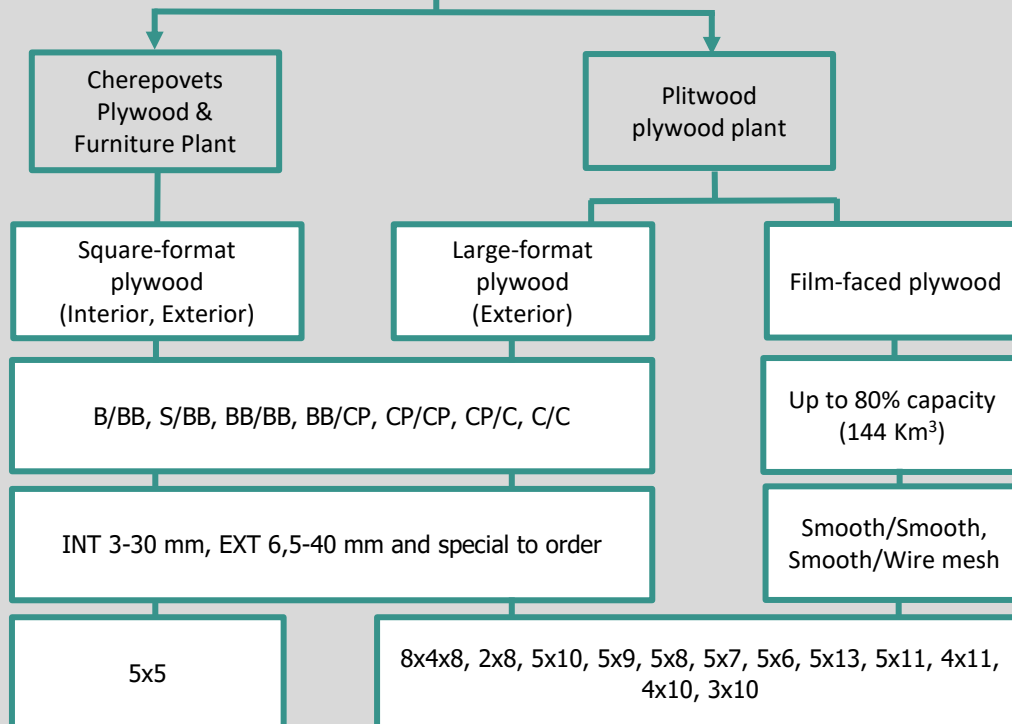 Cherepovets
Plywood &
Furniture Plant
Plitwood
plywood plant
Square-format
plywood
(Interior, Exterior)
Large-format
plywood
(Exterior)
Film-faced plywood
B/BB, S/BB, BB/BB, BB/CP, CP/CP, CP/C, C/C
Up to 80% capacity
(144 Km³)
INT 3-30 mm, EXT 6,5-40 mm and special to order
Smooth/Smooth,
Smooth/Wire mesh
5x5
8x4x8, 2x8, 5x10, 5x9, 5x8, 5x7, 5x6, 5x13, 5x11, 4x11,
4x10, 3x10